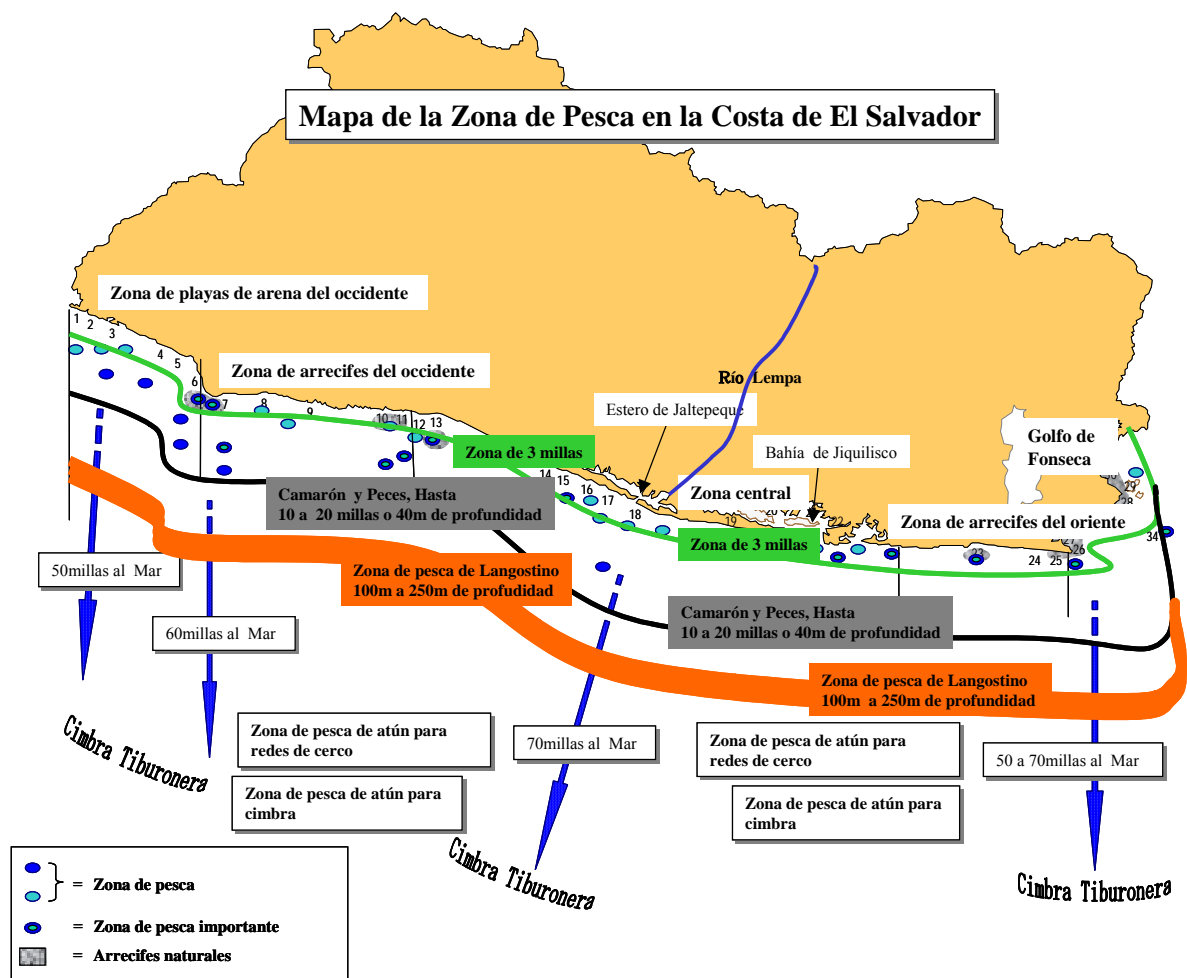 Mapa de la Zona de Pesca en la Costa de El Salvador
Zona de playas de arena del occidente
1
2
3
4
5
6
7
Zona de arrecifes del occidente
8
9
10
11
12
13
Río Lempa
Estero de Jaltepeque
Bahía de Jiquilisco
Golfo de
Fonseca
Zona de 3 millas
14
15
16
17
18
Zona central
19
22
Zona de arrecifes del oriente
Zona de 3 millas
23
24
25
26
27
28
29
34
Camarón y Peces, Hasta
10 a 20 millas o 40m de profundidad
Zona de pesca de Langostino
100m a 250m de profudidad
50millas al Mar
60millas al Mar
Camarón y Peces, Hasta
10 a 20 millas o 40m de profundidad
Zona de pesca de Langostino
100m a 250m de profundidad
Cimbra Tiburonera
Zona de pesca de atún para
redes de cerco
70millas al Mar
Zona de pesca de atún para
redes de cerco
50 a 70millas al Mar
Zona de pesca de atún para
cimbra
Zona de pesca de atún para
cimbra
Cimbra Tiburonera
Cimbra Tiburonera
= Zona de pesca
= Zona de pesca importante
= Arrecifes naturales